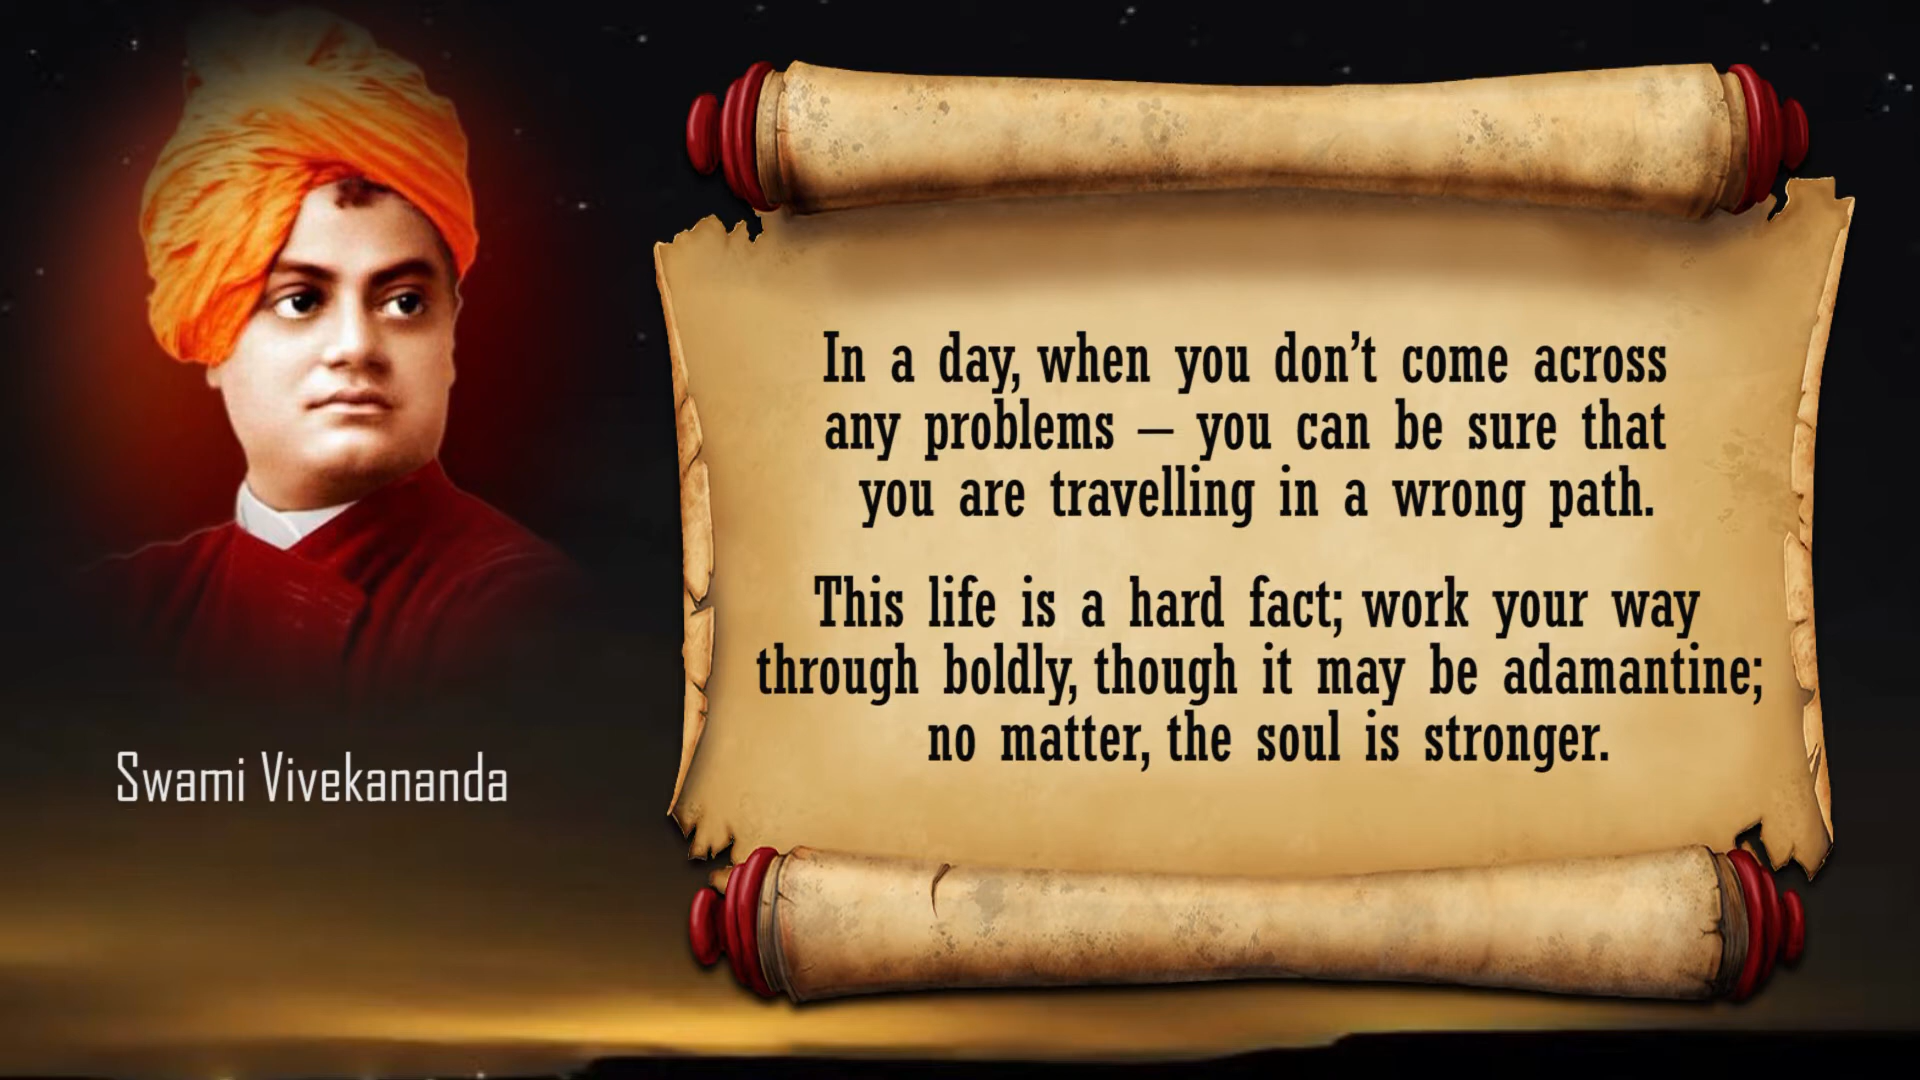 In a day, when you don’t come across
any problems – you can be sure that
you are travelling in a wrong path.
This life is a hard fact; work your way
through boldly, though it may be adamantine;
no matter, the soul is stronger.
Swami Vivekananda